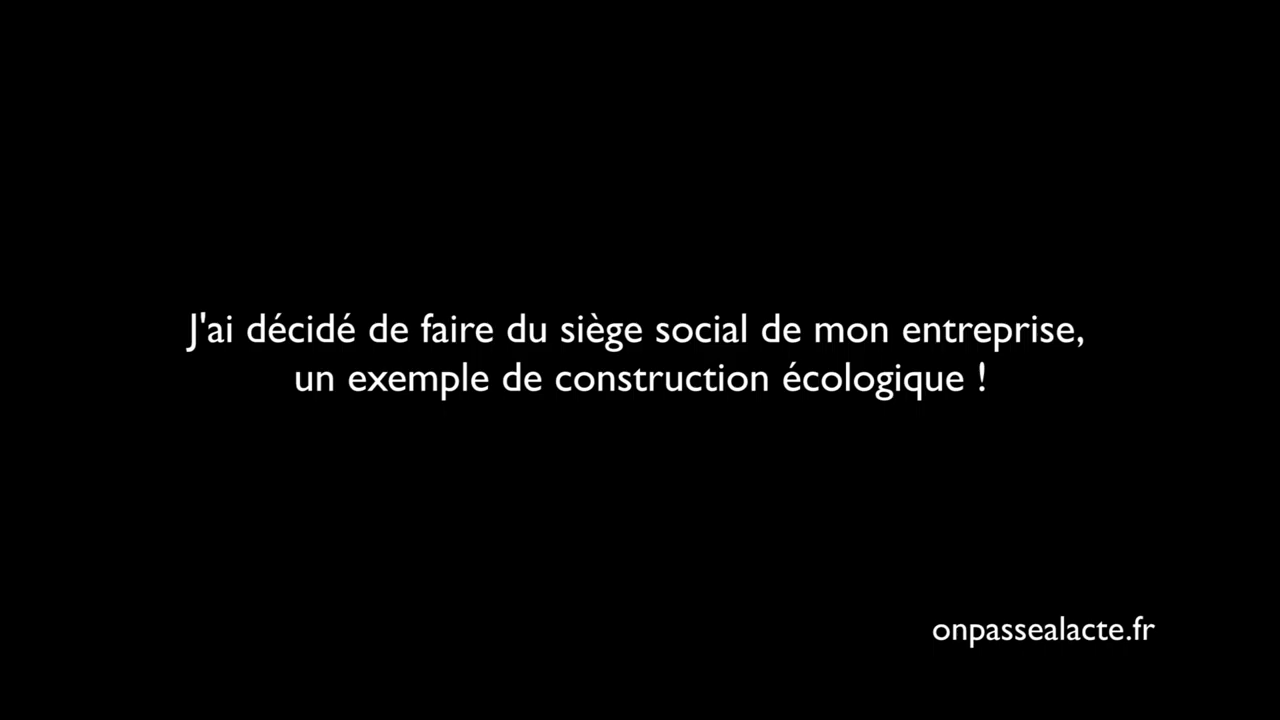 J'ai décidé de faire du siège social de mon entreprise,
un exemple de construction écologique !
onpassealacte.fr